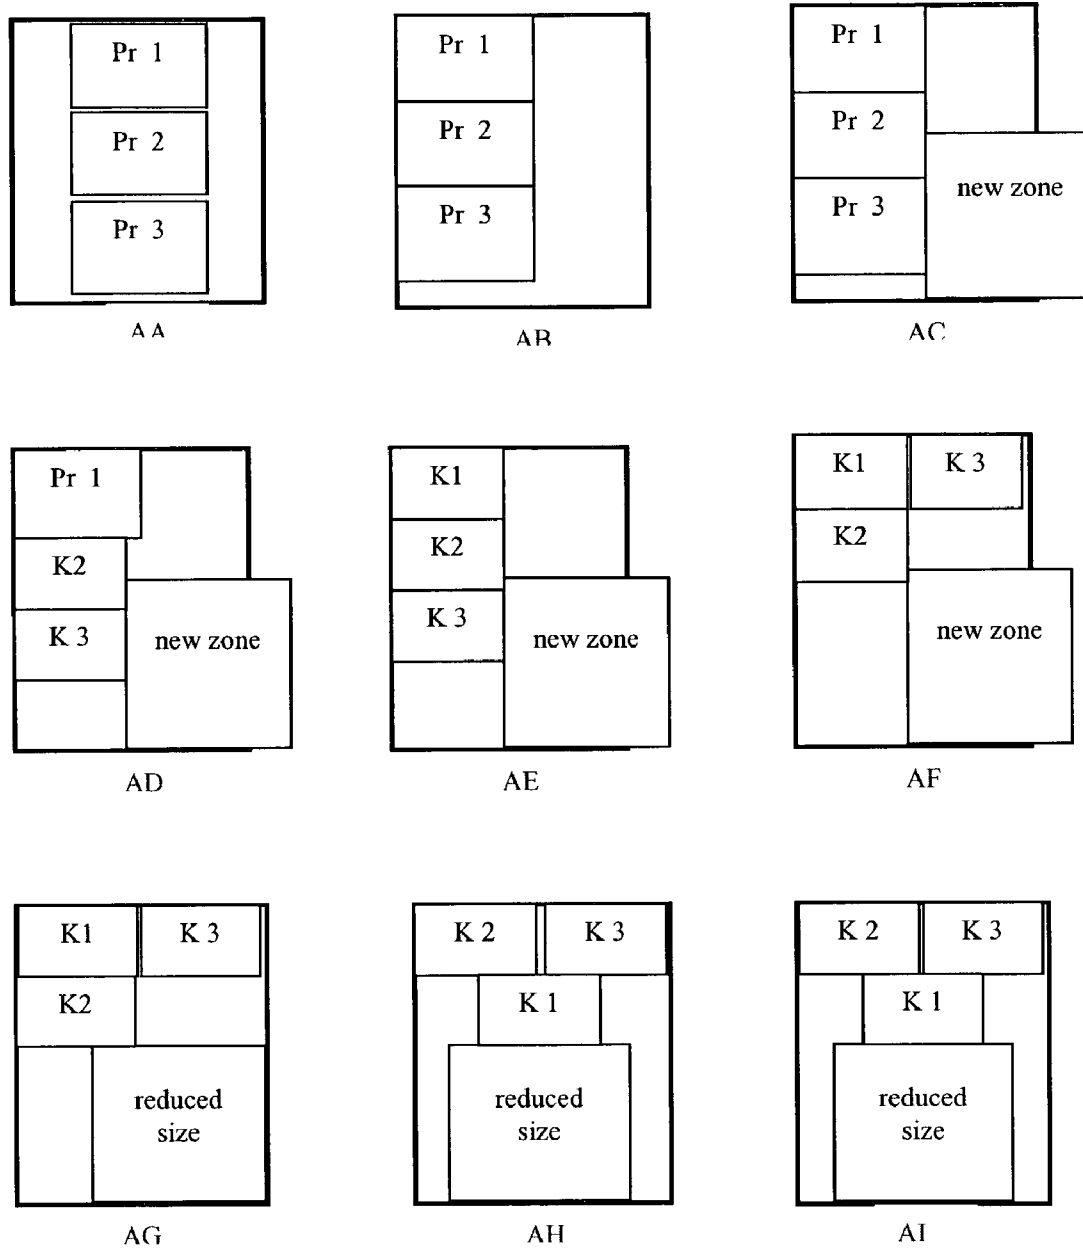 Pr 1
Pr 2
Pr 3
AA
Pr 1
Pr 2
Pr 3
AB
Pr 1
Pr 2
Pr 3
new zone
AC
Pr 1
K2
K 3
new zone
AD
K1
K2
K 3
new zone
AE
K1
K 3
K2
new zone
AF
K1
K 3
K2
reduced
size
AG
K 2
K 3
K 1
reduced
size
AH
K 2
K 3
K 1
reduced
size
AI